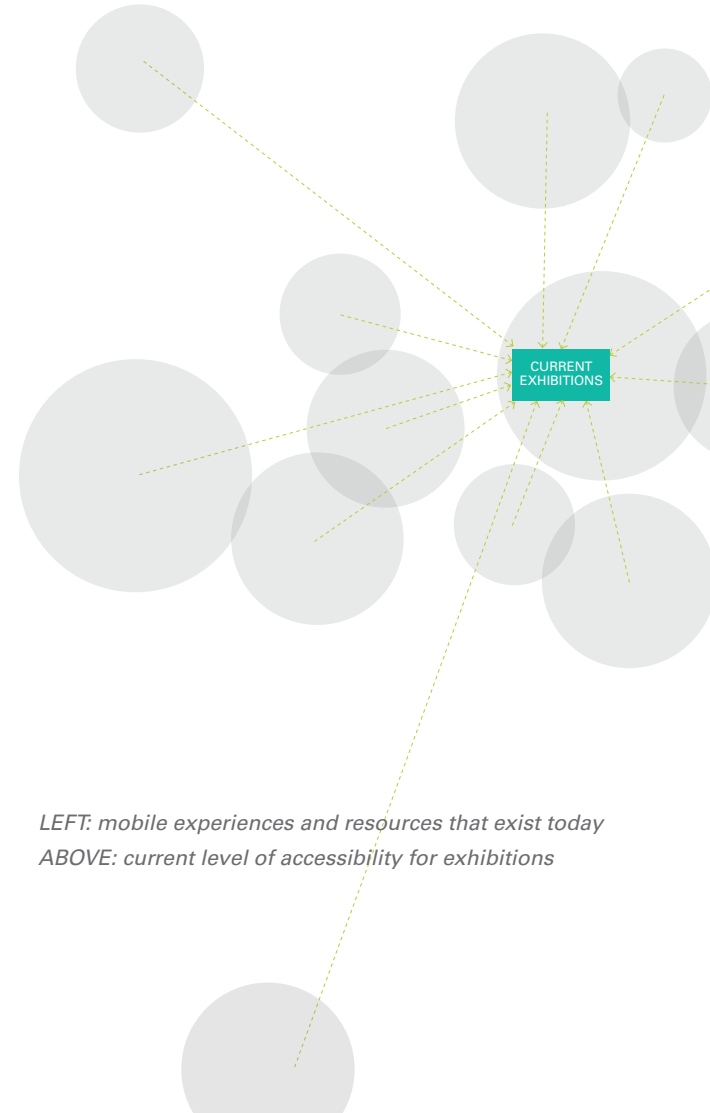 CURRENT
EXHIBITIONS
LEFT: mobile experiences and resources that exist today
ABOVE: current level of accessibility for exhibitions